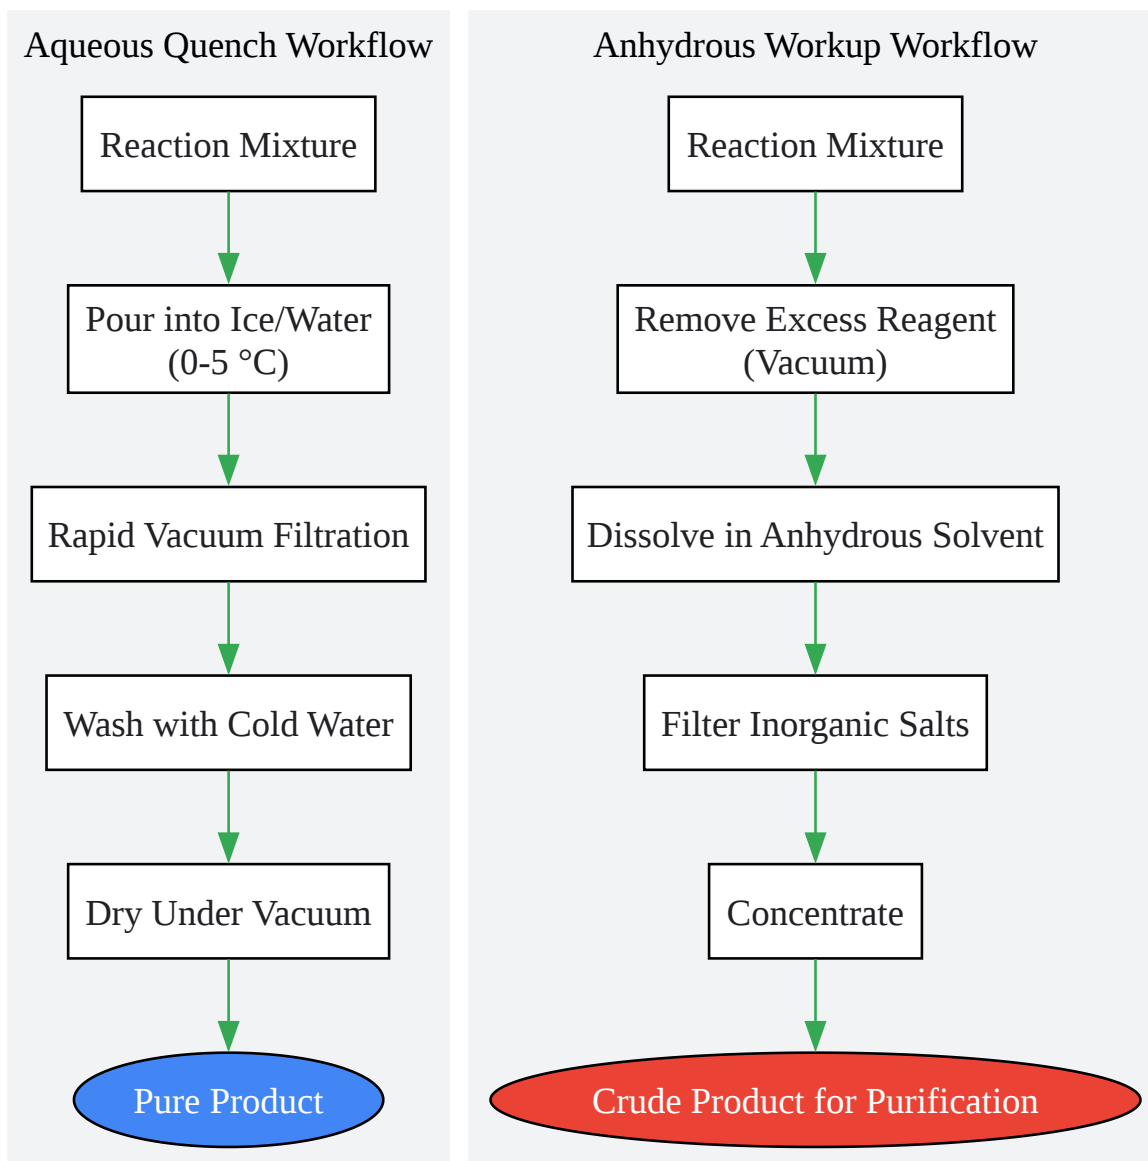 Aqueous Quench Workflow
Reaction Mixture
Pour into Ice/Water
(0-5 °C)
Rapid Vacuum Filtration
Wash with Cold Water
Dry Under Vacuum
Pure Product
Anhydrous Workup Workflow
Reaction Mixture
Remove Excess Reagent
(Vacuum)
Dissolve in Anhydrous Solvent
Filter Inorganic Salts
Concentrate
Crude Product for Purification